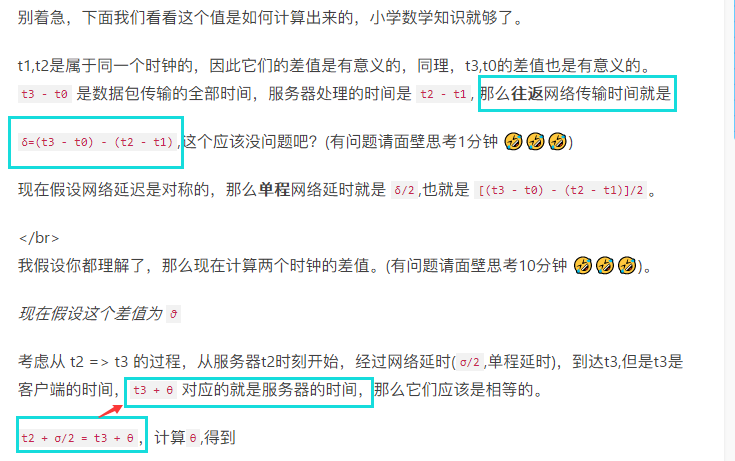 别着急，下面我们看看这个值是如何计算出来的，小学数学知识就够了。
t1,t2是属于同一个时钟的，因此它们的差值是有意义的，同理，t3,t0的差值也是有意义的。
t3 - t0 是数据包传输的全部时间，服务器处理的时间是 t2 - t1，那么往返网络传输时间就是
δ=(t3 - t0) - (t2 - t1),这个应该没问题吧？(有问题请面壁思考1分钟 🤣🤣🤣)
现在假设网络延迟是对称的，那么单程网络延时就是 δ/2,也就是 [(t3 - t0) - (t2 - t1)]/2。
</br>
我假设你都理解了，那么现在计算两个时钟的差值。(有问题请面壁思考10分钟 🤣🤣🤣)。
现在假设这个差值为 θ
考虑从 t2 => t3 的过程，从服务器t2时刻开始，经过网络延时(σ/2,单程延时)，到达t3,但是t3是
客户端的时间，t3 + θ 对应的就是服务器的时间，那么它们应该是相等的。
t2 + σ/2 = t3 + θ，计算θ,得到